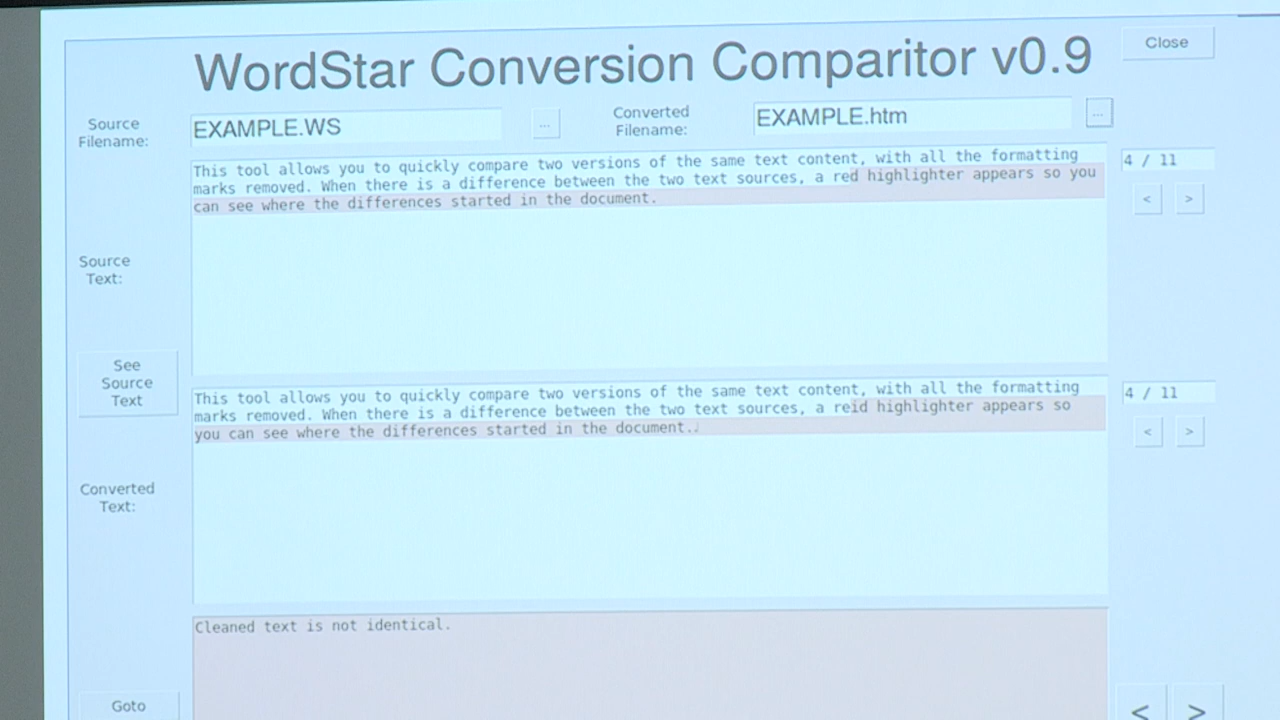 WordStar Conversion Comparitor v0.9
Close
Source
Filename:
EXAMPLE.WS
...
Converted
Filename:
EXAMPLE.htm
...
This tool allows you to quickly compare two versions of the same text content, with all the formatting
marks removed. When there is a difference between the two text sources, a red highlighter appears so you
can see where the differences started in the document.
4 / 11
< >
Source
Text:
See
Source
Text
This tool allows you to quickly compare two versions of the same text content, with all the formatting
marks removed. When there is a difference between the two text sources, a reid highlighter appears so
you can see where the differences started in the document..
4 / 11
< >
Converted
Text:
Cleaned text is not identical.
Goto
< >